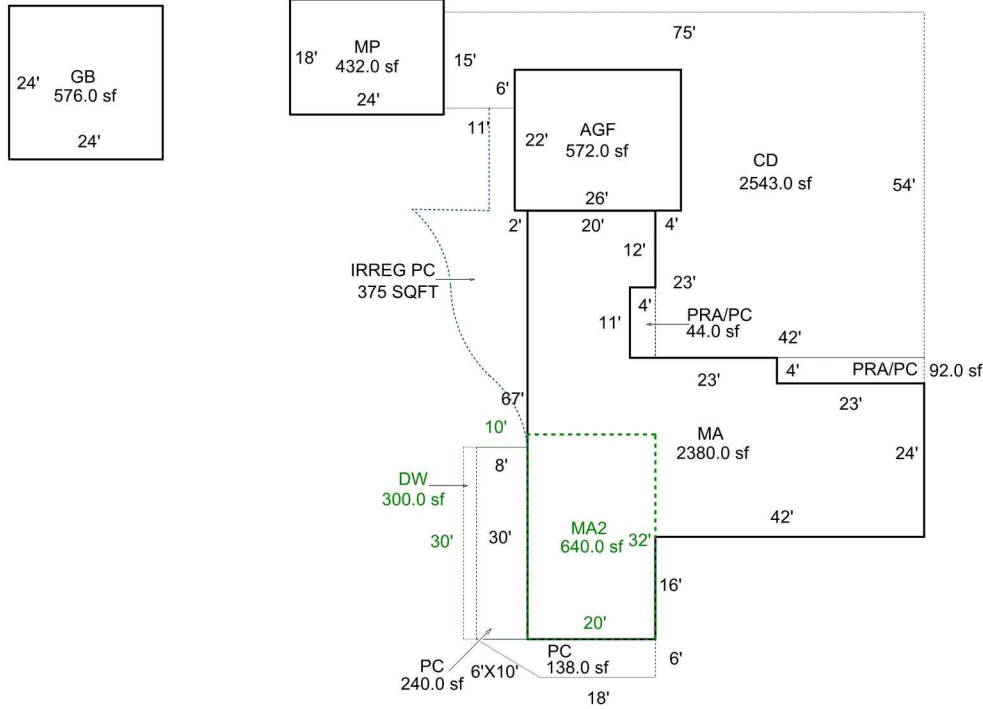 GB
576.0 sf
24'
24'
MP
432.0 sf
18'
24'
15'
75'
6'
11'
AGF
572.0 sf
22'
26'
CD
2543.0 sf
54'
2'
20'
4'
12'
23'
IRREG PC
375 SQFT
4'
11'
PRA/PC
44.0 sf
42'
23'
4'
PRA/PC
92.0 sf
23'
67'
10'
8'
DW
300.0 sf
30'
30'
MA
2380.0 sf
24'
42'
MA2
640.0 sf
32'
16'
20'
PC
240.0 sf
6'X10'
PC
138.0 sf
6'
18'